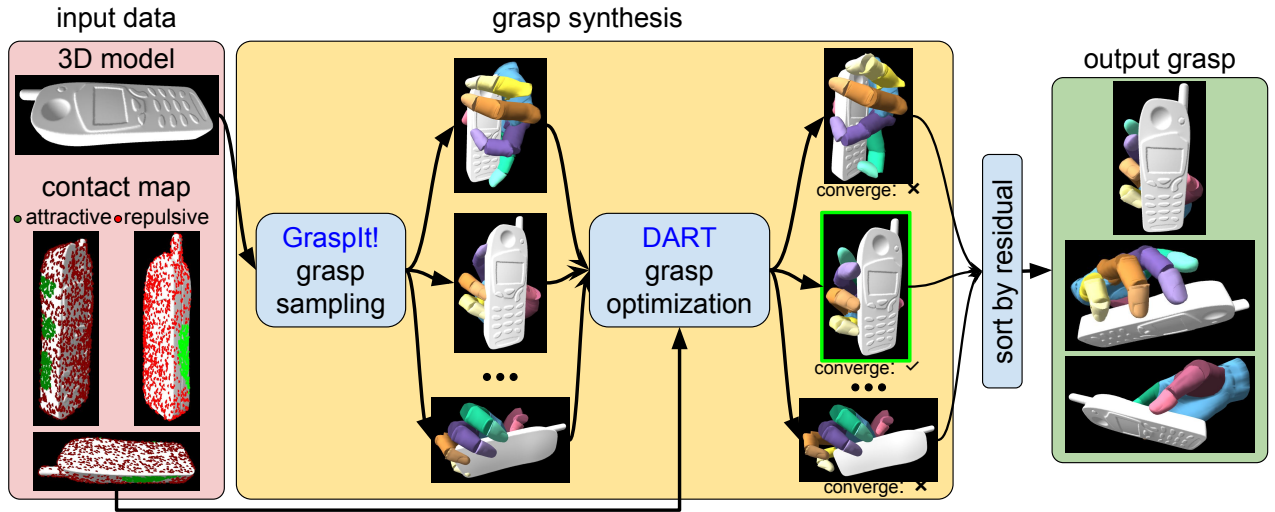 input data
3D model
contact map
attractive repulsive
grasp synthesis
GraspIt!
grasp
sampling
DART
grasp
optimization
converge: ✕
converge: ✓
converge: ✕
sort by residual
output grasp